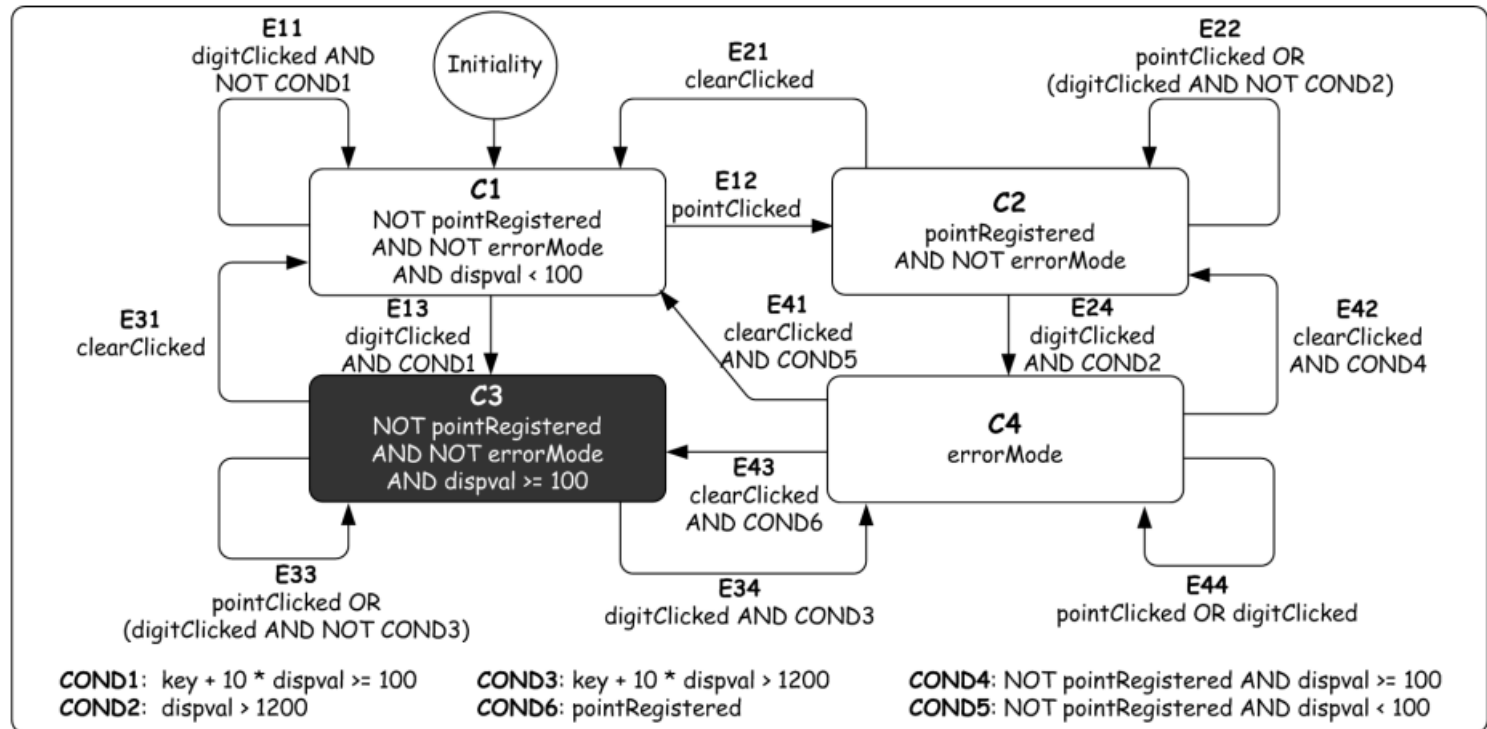 E11
digitClicked AND
NOT COND1
Initiality
E21
clearClicked
E22
pointClicked OR
(digitClicked AND NOT COND2)
C1
NOT pointRegistered
AND NOT errorMode
AND dispval < 100
E12
pointClicked
C2
pointRegistered
AND NOT errorMode
E31
clearClicked
E13
digitClicked
AND COND1
E41
clearClicked
AND COND5
E24
digitClicked
AND COND2
E42
clearClicked
AND COND4
C3
NOT pointRegistered
AND NOT errorMode
AND dispval >= 100
C4
errorMode
E43
clearClicked
AND COND6
E33
pointClicked OR
(digitClicked AND NOT COND3)
E34
digitClicked AND COND3
E44
pointClicked OR digitClicked
COND1: key + 10 * dispval >= 100
COND3: key + 10 * dispval > 1200
COND4: NOT pointRegistered AND dispval >= 100
COND2: dispval > 1200
COND6: pointRegistered
COND5: NOT pointRegistered AND dispval < 100